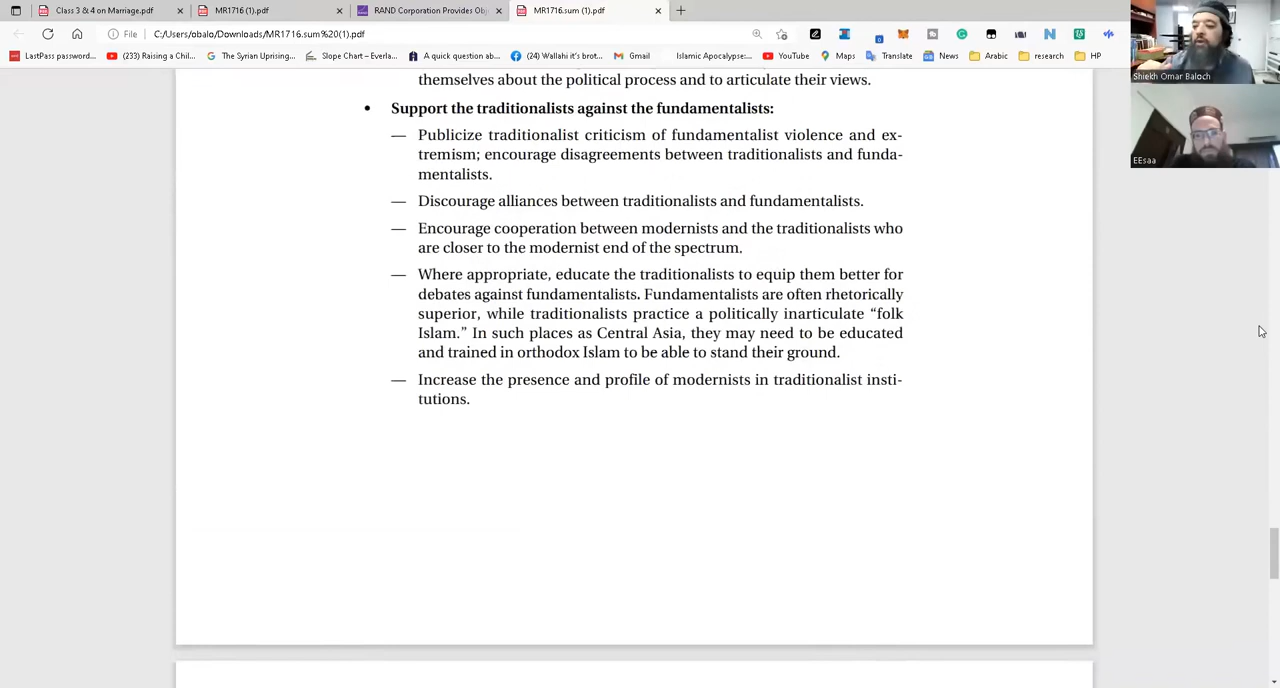 Class 3 & 4 on Marriage.pdf
MR1716 (1).pdf
RAND Corporation Provides Obj
MR1716.sum (1).pdf
File
C:/Users/obalo/Downloads/MR1716.sum%20(1).pdf
LastPass password...
(233) Raising a Chil...
Syrian Uprising...
Slope Chart – Everla...
A quick question ab...
(24) Wallahi it's brot...
Gmail
Islamic Apocalypse:...
YouTube
Maps
Translate
News
Arabic
research
HP
Shiekh Omar Baloch
EEsaa
themselves about the political process and to articulate their views.
• Support the traditionalists against the fundamentalists:
— Publicize traditionalist criticism of fundamentalist violence and ex-
tremism; encourage disagreements between traditionalists and funda-
mentalists.
— Discourage alliances between traditionalists and fundamentalists.
— Encourage cooperation between modernists and the traditionalists who
are closer to the modernist end of the spectrum.
— Where appropriate, educate the traditionalists to equip them better for
debates against fundamentalists. Fundamentalists are often rhetorically
superior, while traditionalists practice a politically inarticulate “folk
Islam.” In such places as Central Asia, they may need to be educated
and trained in orthodox Islam to be able to stand their ground.
— Increase the presence and profile of modernists in traditionalist insti-
tutions.